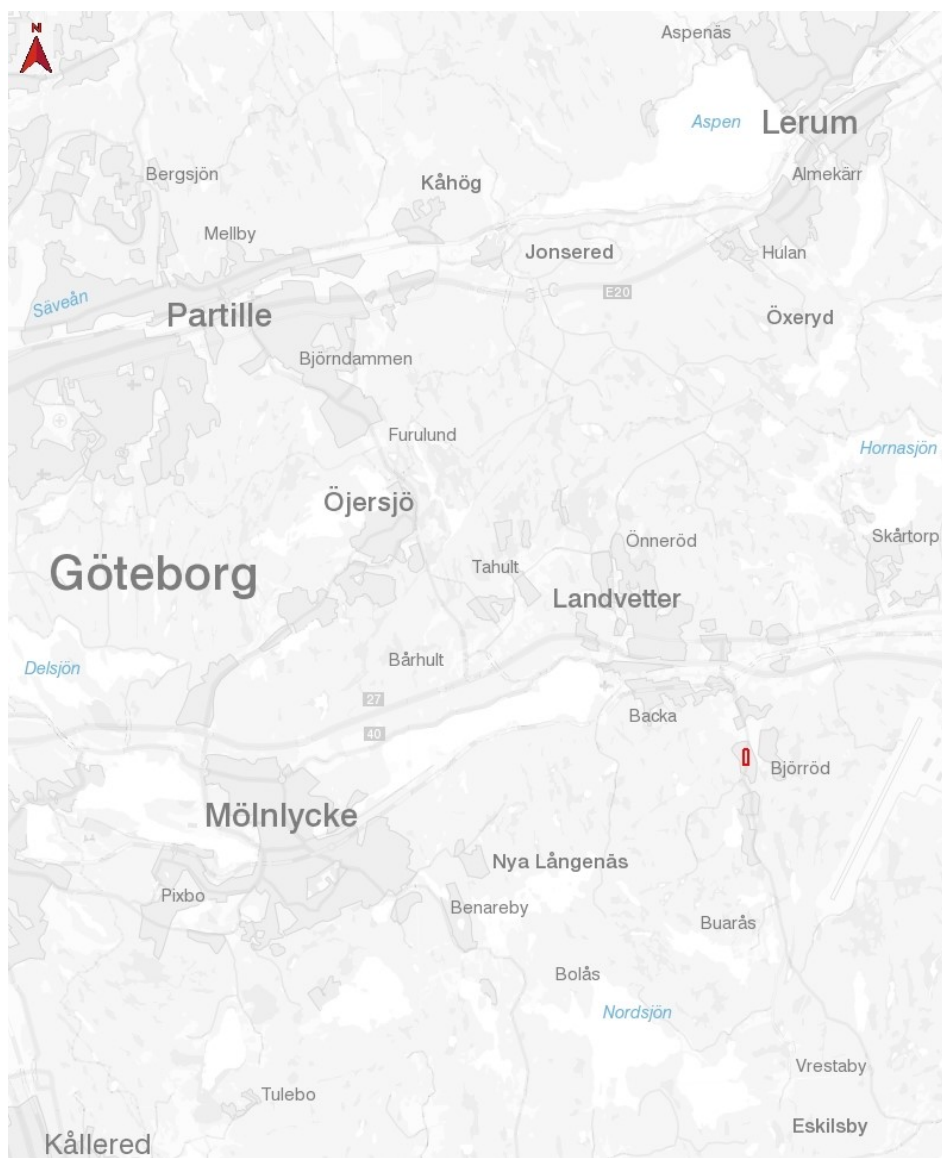 N
Aspenäs
Aspen
Lerum
Bergsjön
Kåhög
Almekärr
Mellby
Jonsered
Hulan
Säveån
E20
Partille
Öxeryd
Björndammen
Furulund
Hornasjön
Öjersjö
Skårtorp
Önneröd
Göteborg
Tahult
Landvetter
Delsjön
Bårhult
27
Backa
40
Björröd
Mölnlycke
Nya Långenäs
Pixbo
Benareby
Buarås
Bolås
Nordsjön
Vrestaby
Tulebo
Eskilsby
Kållered